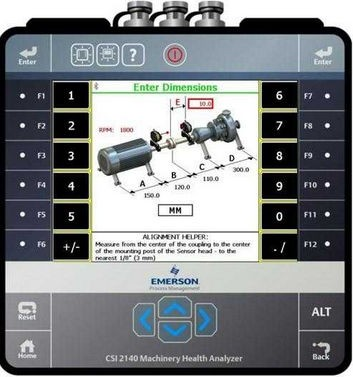 Enter
?
Enter
Enter Dimensions
F1 1 6 F7
E 10.0
F2 2 7 F8
RPM: 1800
F3 3 8 F9
F4 4 9 F10
A B C D
150.0 120.0 110.0 300.0
F5 5 0 F11
MM
F6 +/- . / F12
ALIGNMENT HELPER:
Measure from the center of the coupling to the center
of the mounting post of the Sensor head - to the
nearest 1/8" (3 mm)
EMERSON
Process Management
Reset
ALT
Home
Back
CSI 2140 Machinery Health Analyzer